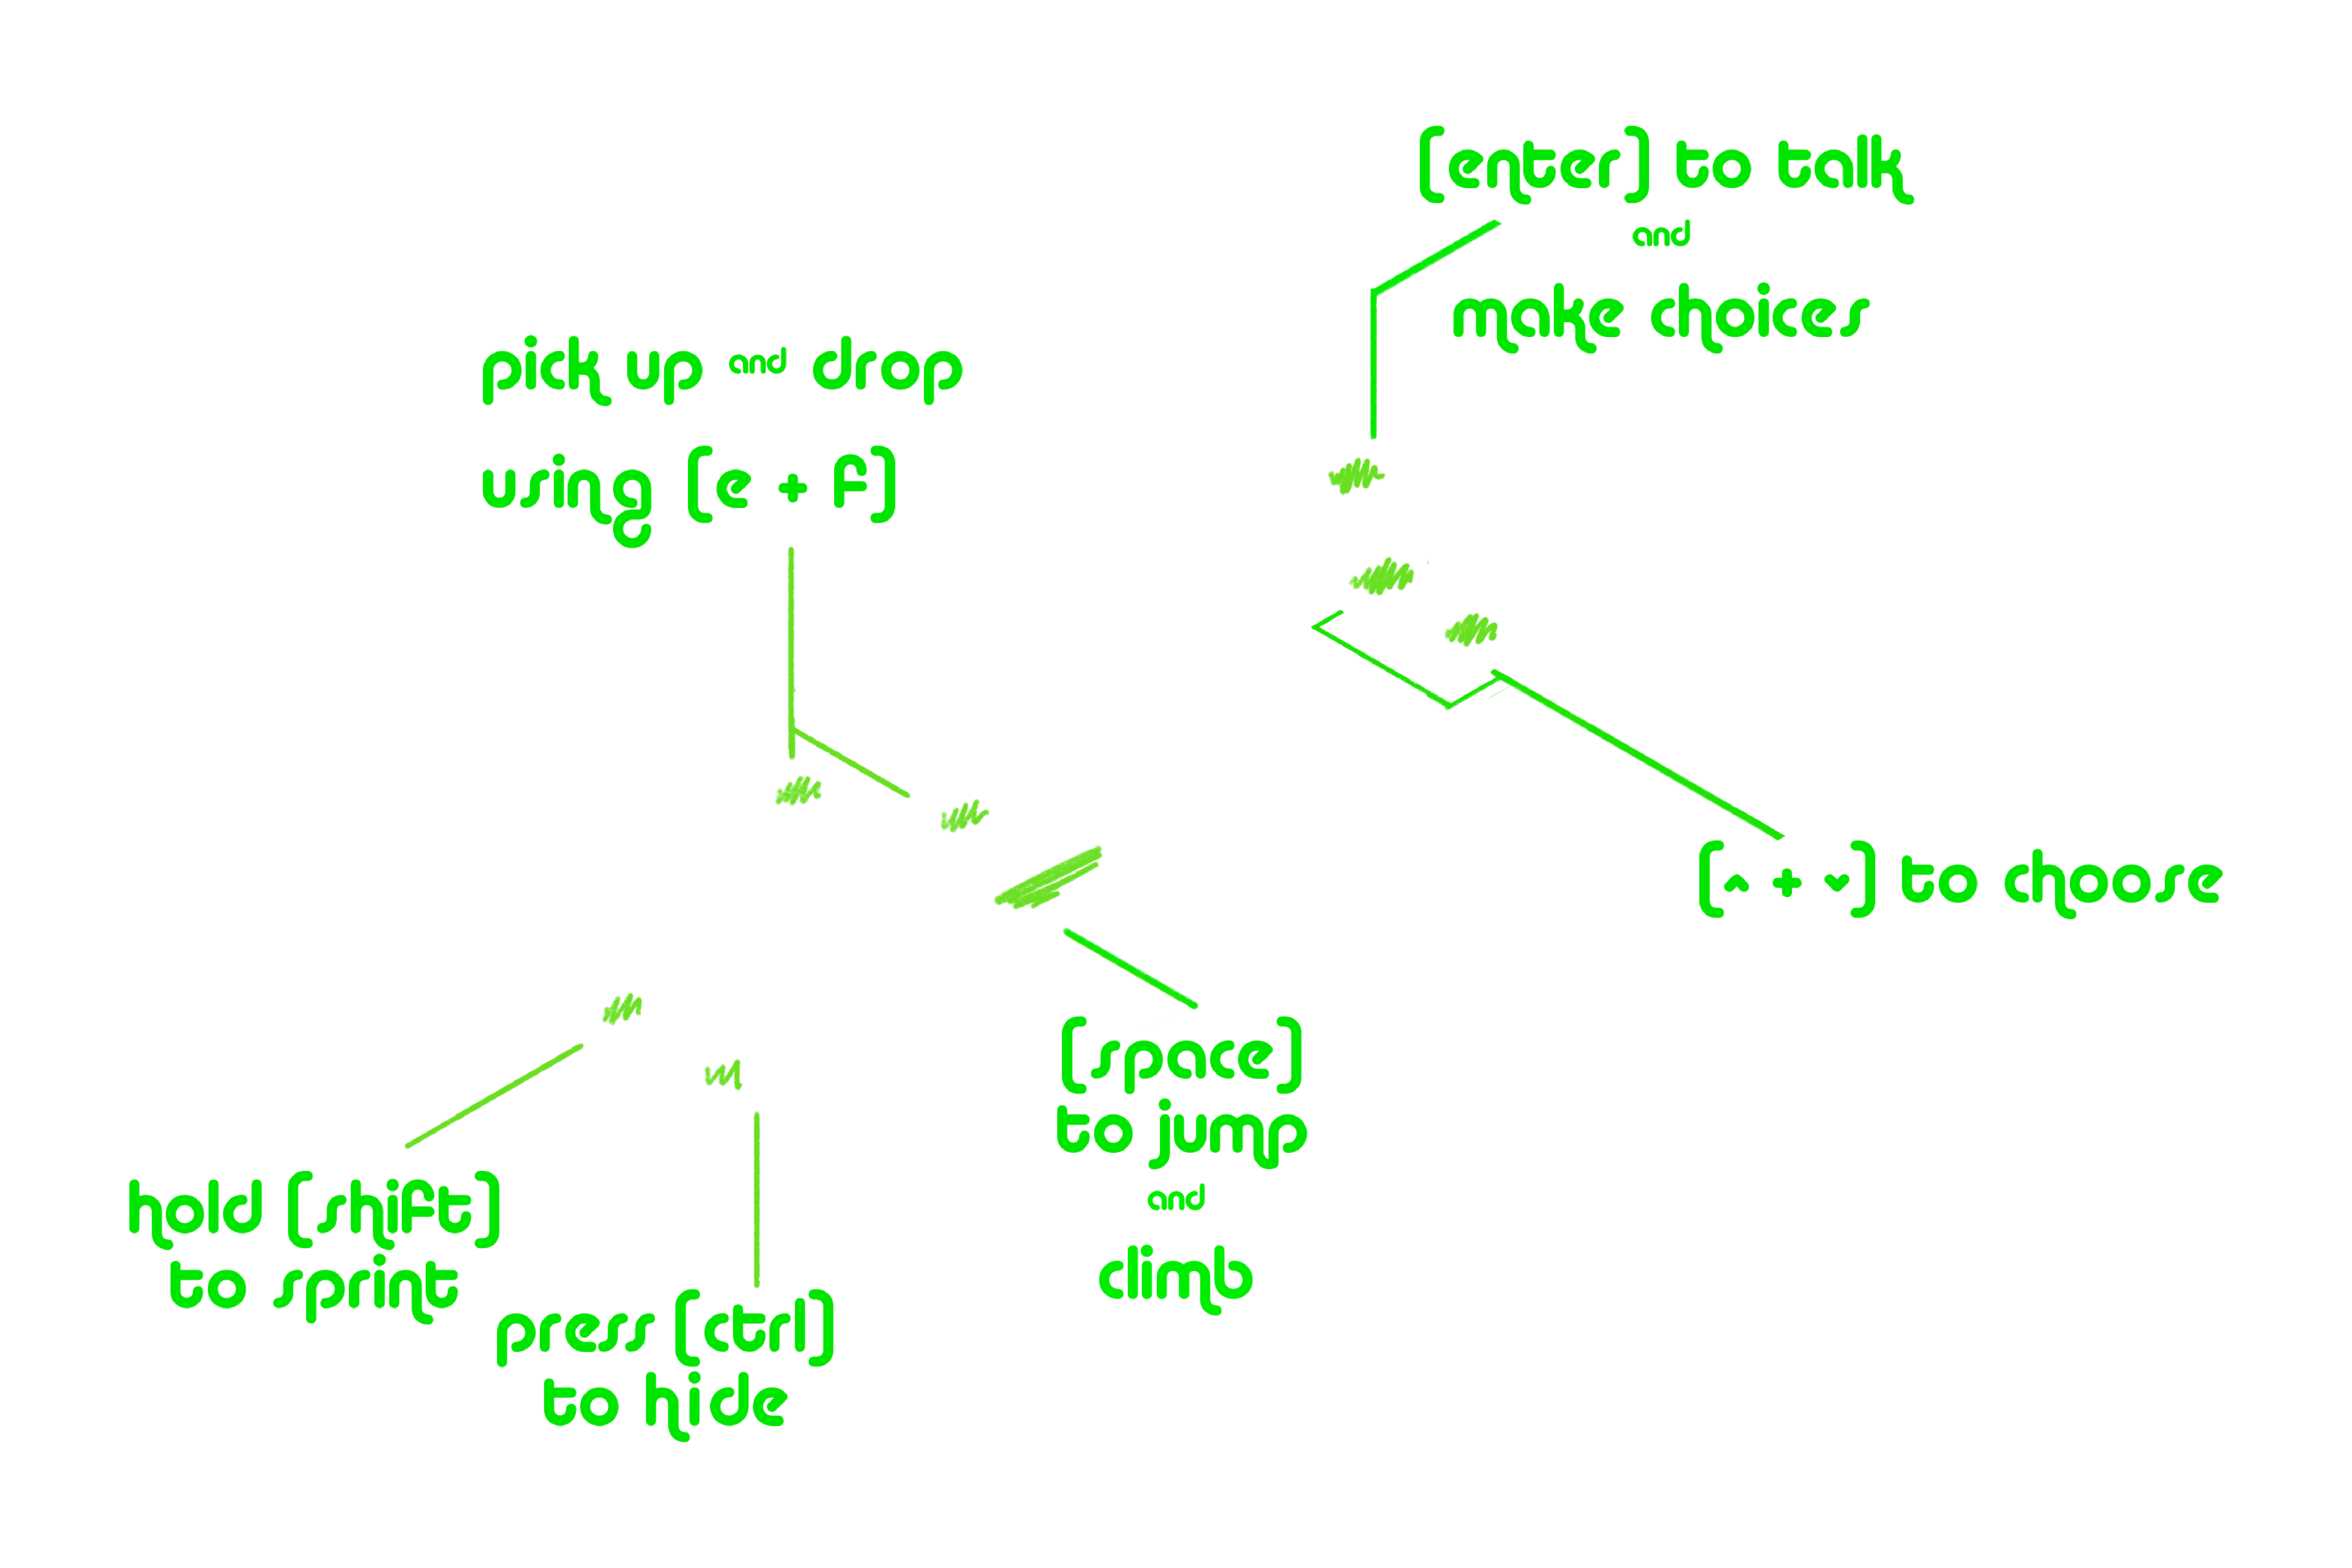 [enter] to talk
and
make choices
pick up and drop
using [e + f]
[^ + v] to choose
[space]
to jump
and
climb
hold [shift]
to sprint
press [ctrl]
to hide